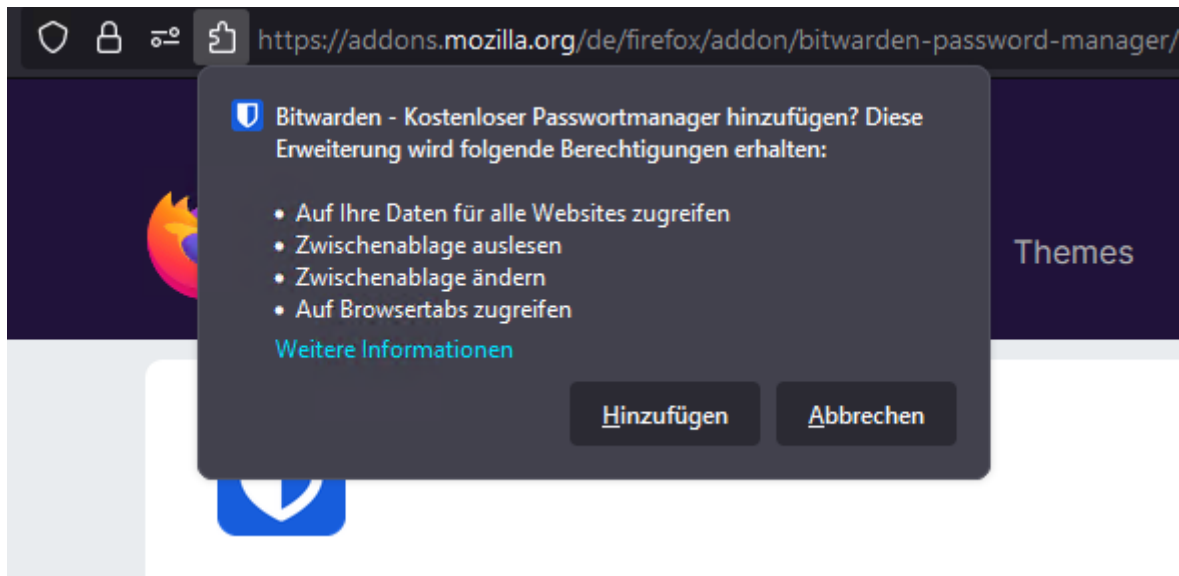 https://addons.mozilla.org/de/firefox/addon/bitwarden-password-manager/
Bitwarden - Kostenloser Passwortmanager hinzufügen? Diese
Erweiterung wird folgende Berechtigungen erhalten:
• Auf Ihre Daten für alle Websites zugreifen
• Zwischenablage auslesen
• Zwischenablage ändern
• Auf Browsertabs zugreifen
Weitere Informationen
Hinzufügen Abbrechen
Themes